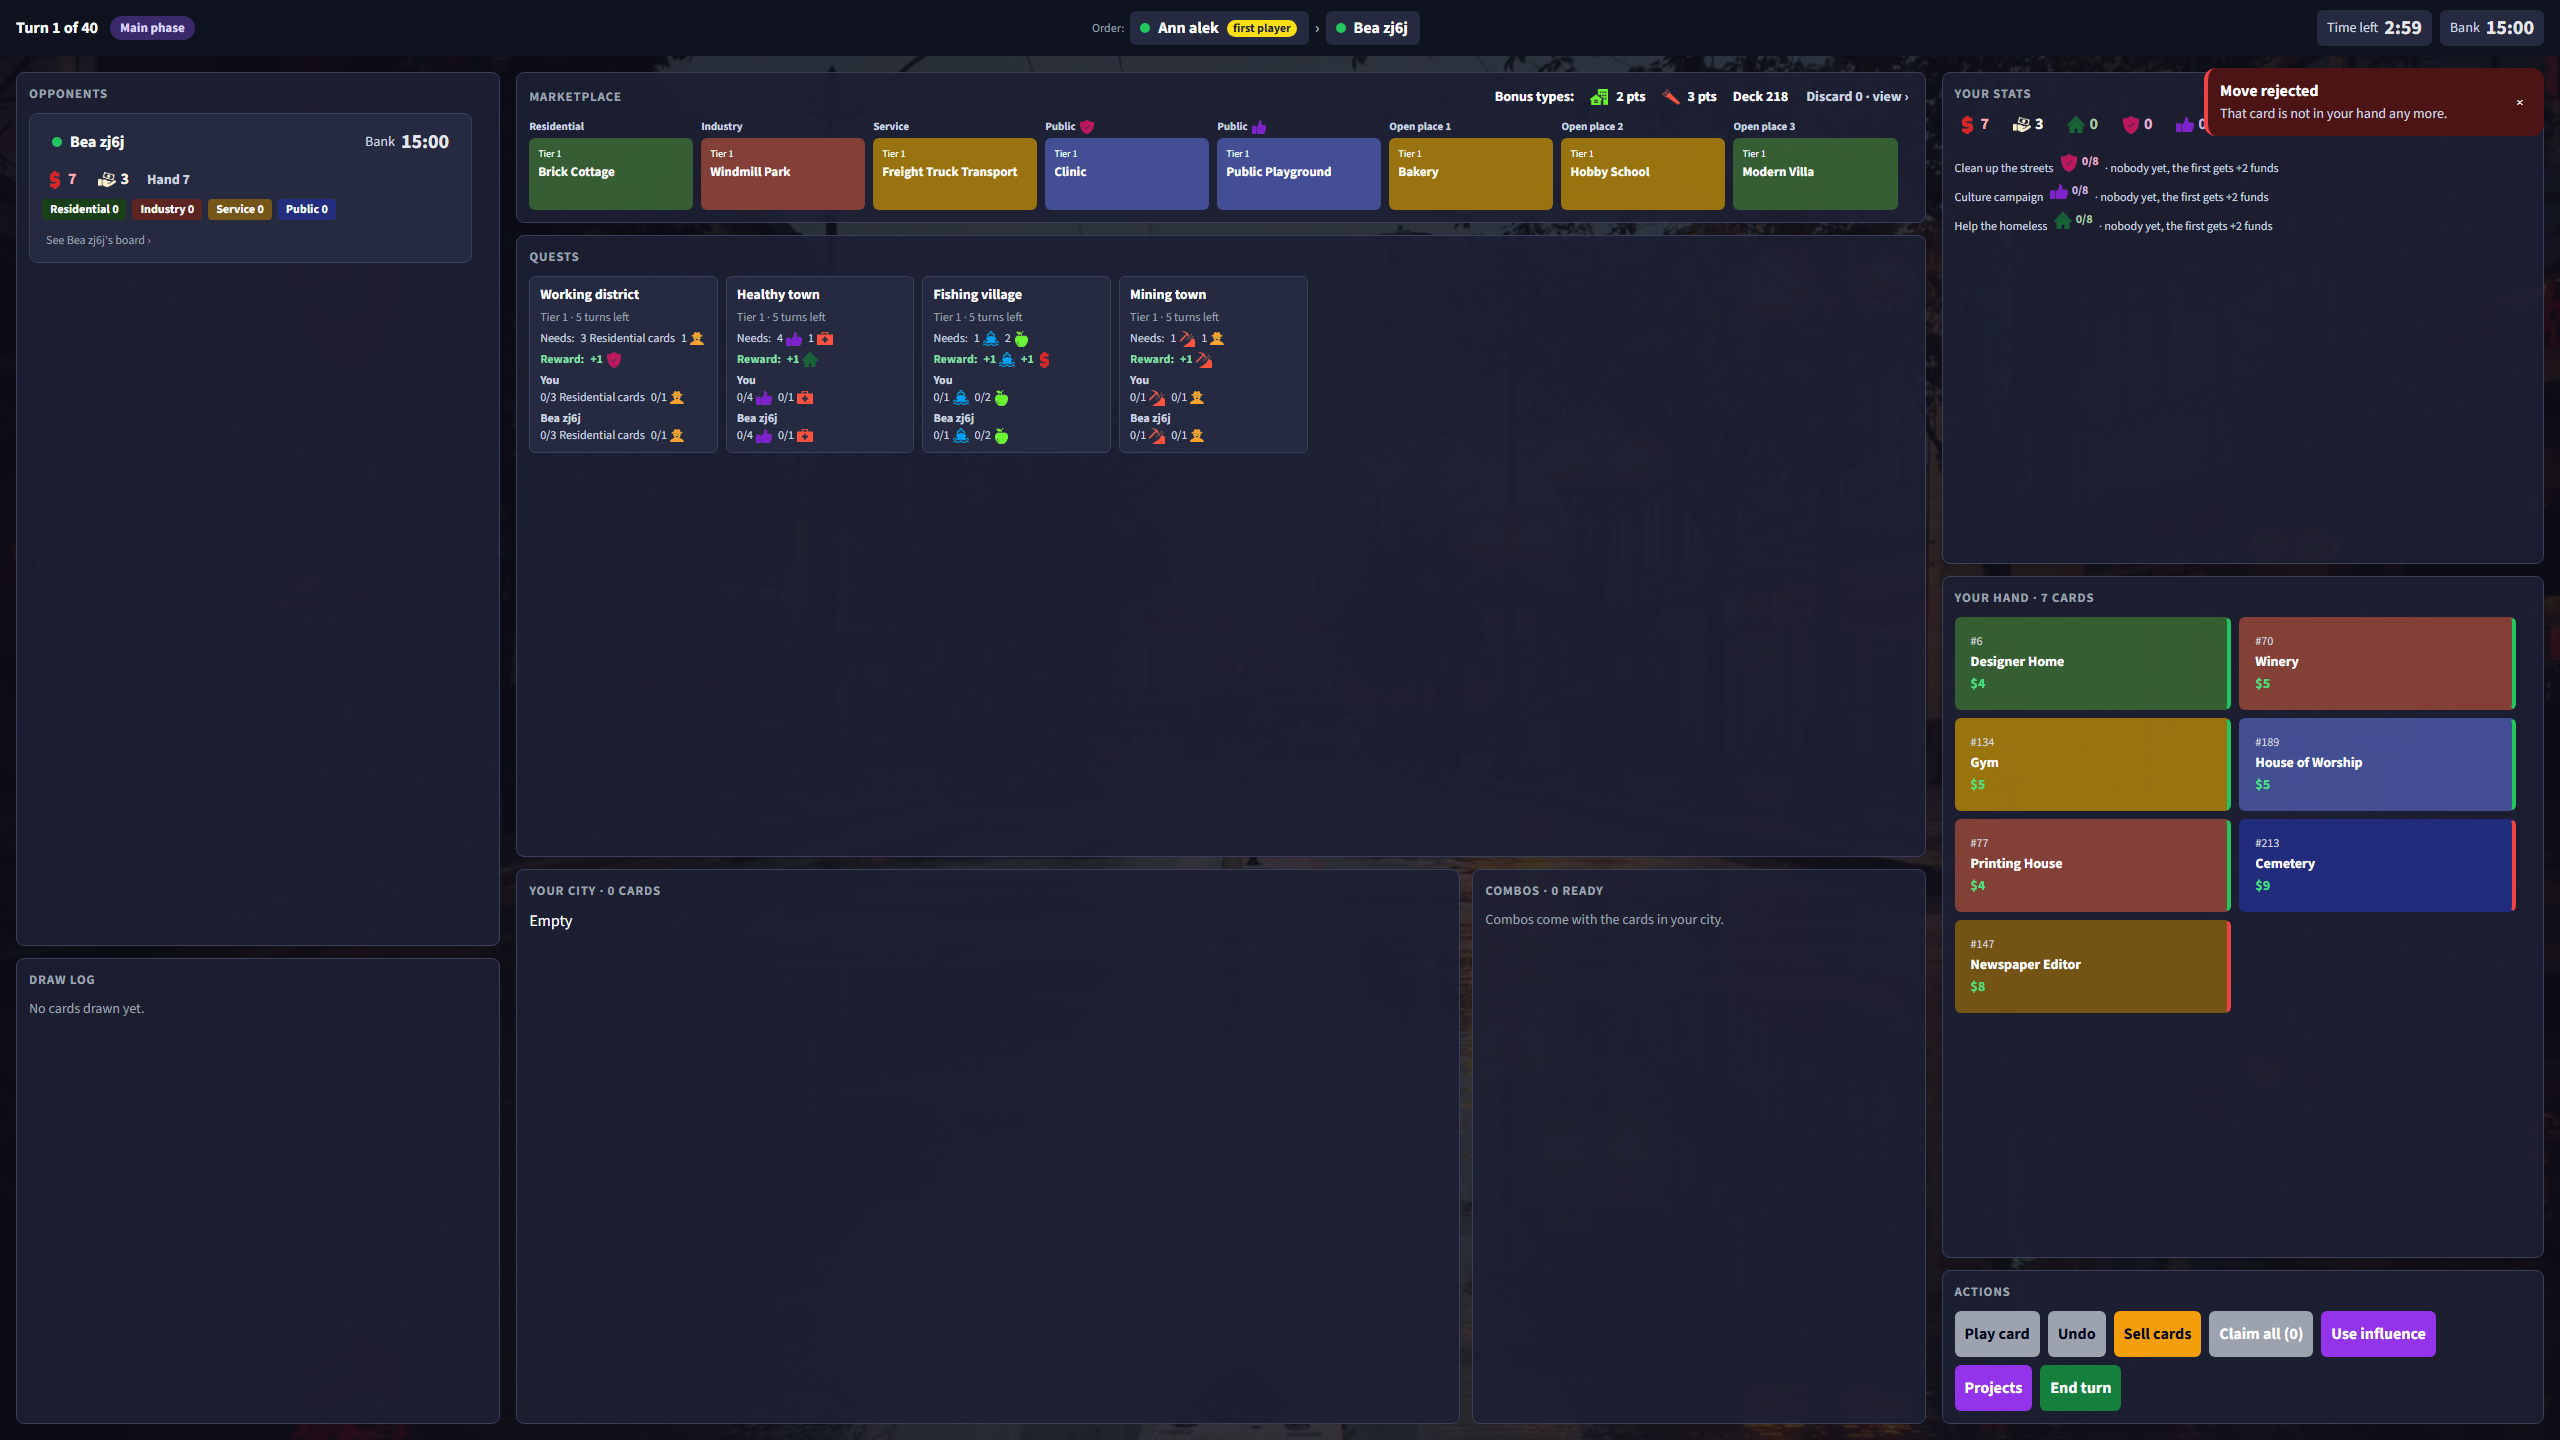 Turn 1 of 40 Main phase
Order: Ann alek first player › Bea zj6j
Time left 2:59 Bank 15:00
OPPONENTS
Bea zj6j Bank 15:00
7 3 Hand 7
Residential 0 Industry 0 Service 0 Public 0
See Bea zj6j's board ›
DRAW LOG
No cards drawn yet.
MARKETPLACE Bonus types: 2 pts 3 pts Deck 218 Discard 0 · view ›
Residential Industry Service Public Public Open place 1 Open place 2 Open place 3
Tier 1 Tier 1 Tier 1 Tier 1 Tier 1 Tier 1 Tier 1 Tier 1
Brick Cottage Windmill Park Freight Truck Transport Clinic Public Playground Bakery Hobby School Modern Villa
QUESTS
Working district
Tier 1 · 5 turns left
Needs: 3 Residential cards 1
Reward: +1
You
0/3 Residential cards 0/1
Bea zj6j
0/3 Residential cards 0/1
Healthy town
Tier 1 · 5 turns left
Needs: 4 1
Reward: +1
You
0/4 0/1
Bea zj6j
0/4 0/1
Fishing village
Tier 1 · 5 turns left
Needs: 1 2
Reward: +1 +1
You
0/1 0/2
Bea zj6j
0/1 0/2
Mining town
Tier 1 · 5 turns left
Needs: 1 1
Reward: +1
You
0/1 0/1
Bea zj6j
0/1 0/1
YOUR CITY · 0 CARDS
Empty
COMBOS · 0 READY
Combos come with the cards in your city.
YOUR STATS
7 3 0 0 0
Move rejected
That card is not in your hand any more.
×
Clean up the streets 0/8 · nobody yet, the first gets +2 funds
Culture campaign 0/8 · nobody yet, the first gets +2 funds
Help the homeless 0/8 · nobody yet, the first gets +2 funds
YOUR HAND · 7 CARDS
#6
Designer Home
$4
#70
Winery
$5
#134
Gym
$5
#189
House of Worship
$5
#77
Printing House
$4
#213
Cemetery
$9
#147
Newspaper Editor
$8
ACTIONS
Play card Undo Sell cards Claim all (0) Use influence
Projects End turn